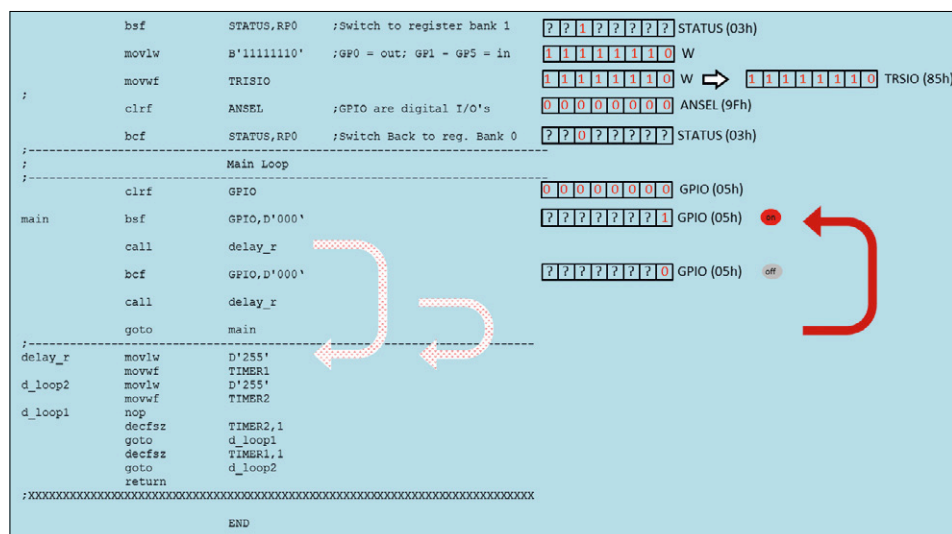 bsf STATUS,RP0 ;Switch to register bank 1 ? ? 1 ? ? ? ? ? STATUS (03h)
movlw B'11111110' ;GP0 = out; GP1 - GP5 = in 1 1 1 1 1 1 1 0 W
movwf TRISIO 1 1 1 1 1 1 1 0 W 1 1 1 1 1 1 1 0 TRSIO (85h)
;
clrf ANSEL ;GPIO are digital I/O's 0 0 0 0 0 0 0 0 ANSEL (9Fh)
bcf STATUS,RP0 ;Switch Back to reg. Bank 0 ? ? 0 ? ? ? ? ? STATUS (03h)
;--------------------------------------------------------------------------
; Main Loop
;--------------------------------------------------------------------------
clrf GPIO 0 0 0 0 0 0 0 0 GPIO (05h)
main bsf GPIO,D'000' ? ? ? ? ? ? ? 1 GPIO (05h) on
call delay_r
bcf GPIO,D'000' ? ? ? ? ? ? ? 0 GPIO (05h) off
call delay_r
goto main
;--------------------------------------------------------------------------
delay_r movlw D'255'
movwf TIMER1
d_loop2 movlw D'255'
movwf TIMER2
d_loop1 nop
decfsz TIMER2,1
goto d_loop1
decfsz TIMER1,1
goto d_loop2
return
;XXXXXXXXXXXXXXXXXXXXXXXXXXXXXXXXXXXXXXXXXXXXXXXXXXXXXXXXXXXXXXXXXXXXXXXXXX
END